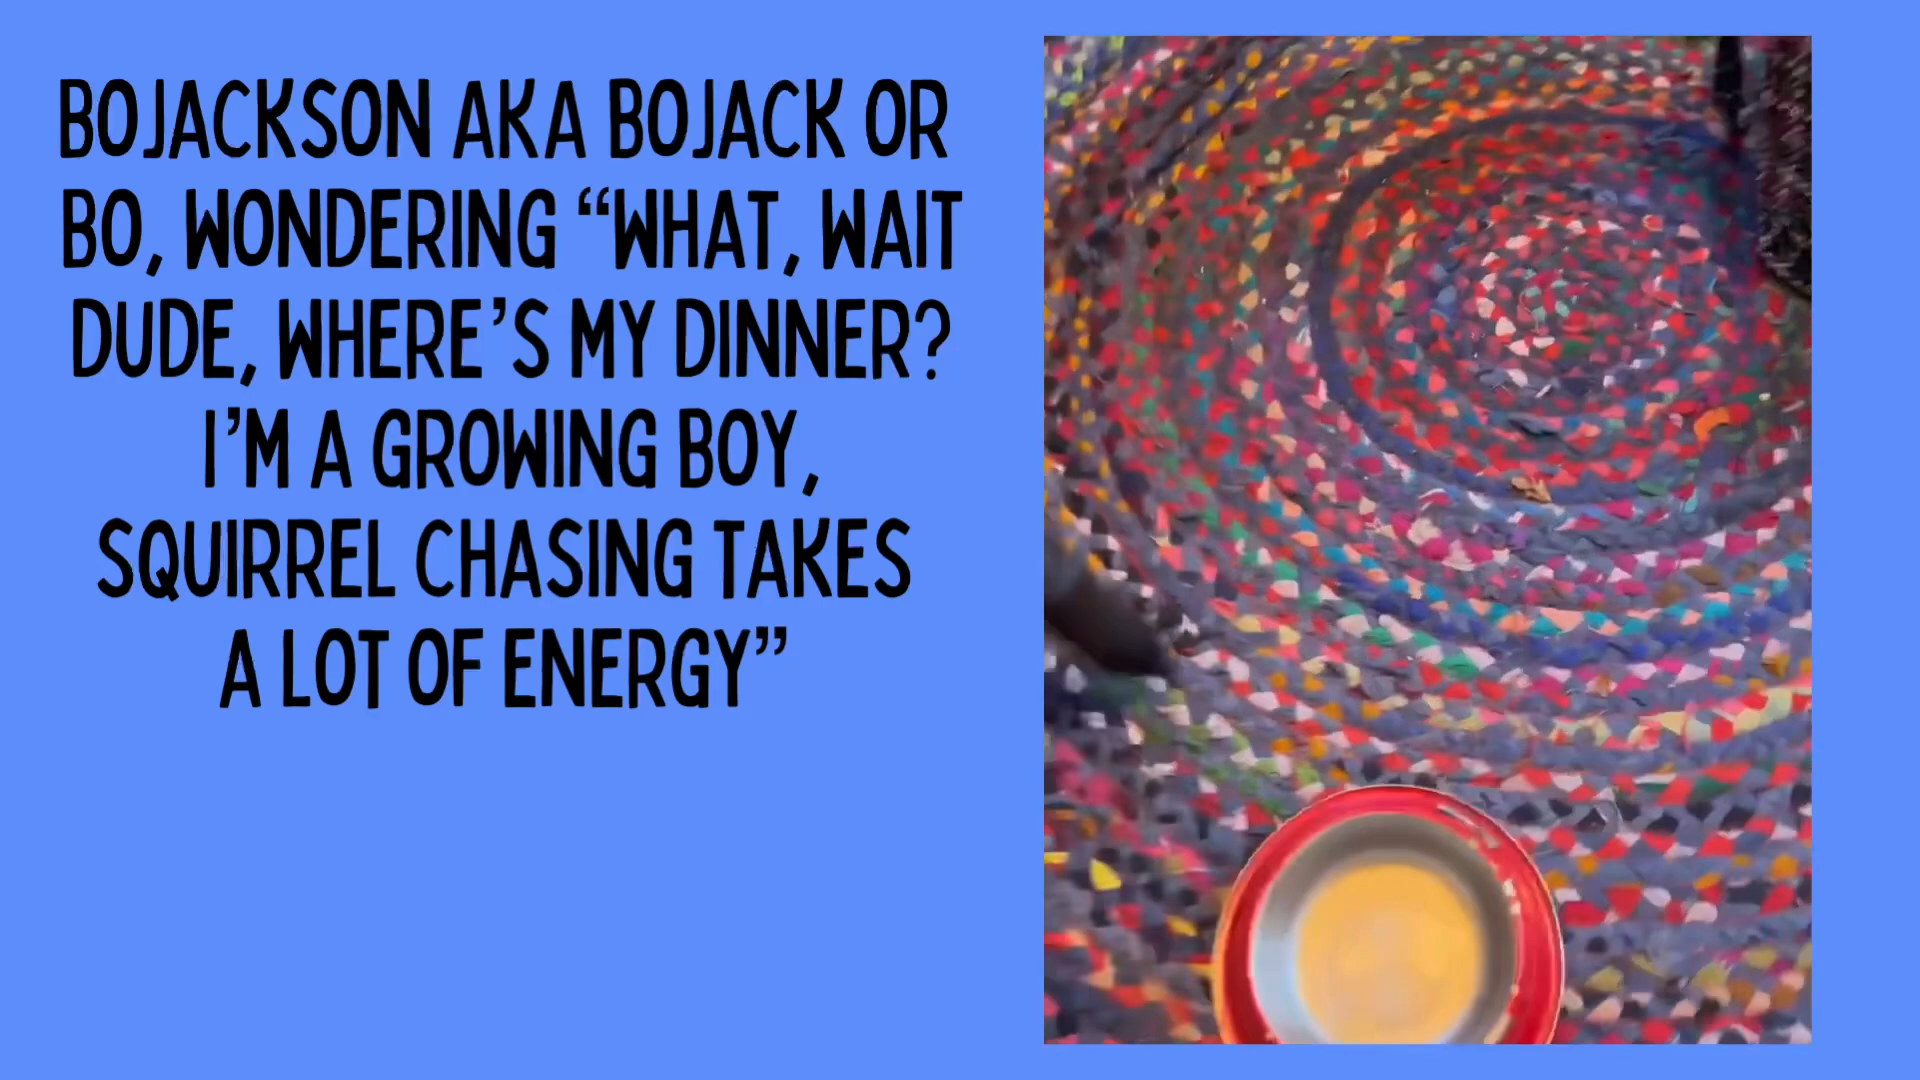 BOJACKSON AKA BOJACK OR
BO, WONDERING “WHAT, WAIT
DUDE, WHERE’S MY DINNER?
I’M A GROWING BOY,
SQUIRREL CHASING TAKES
A LOT OF ENERGY”